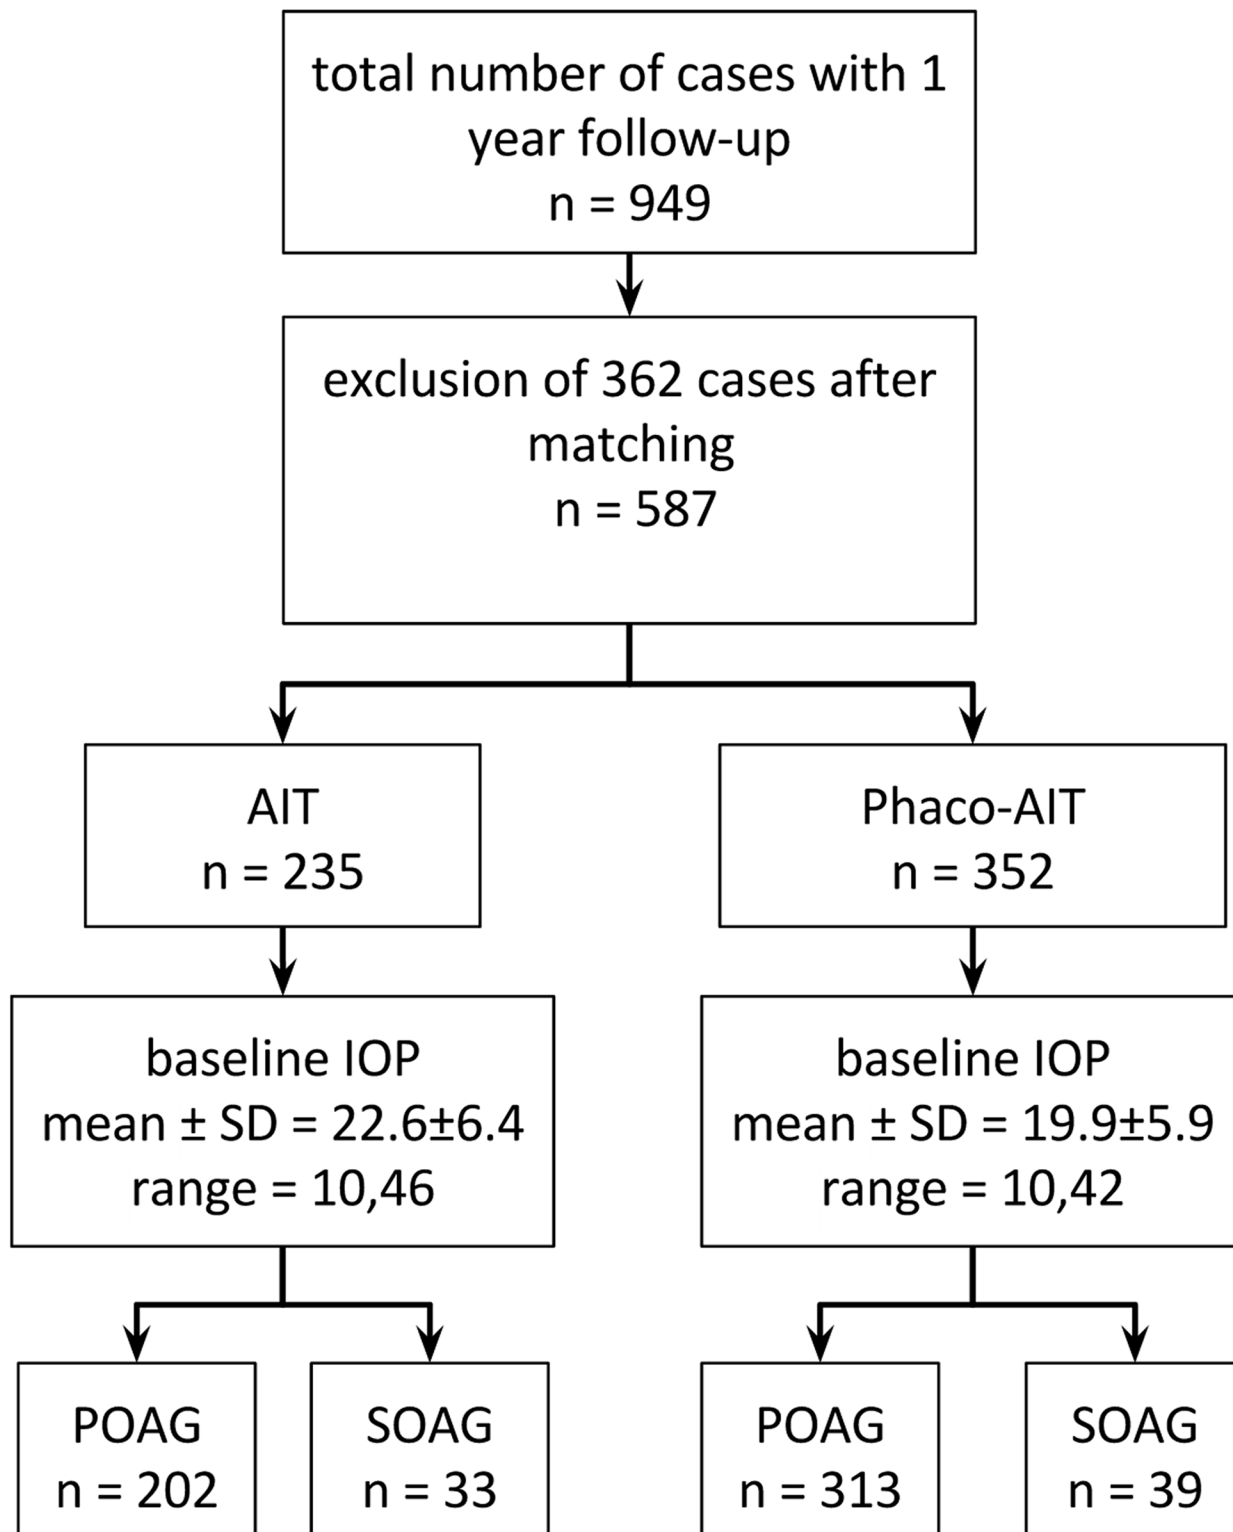 total number of cases with 1
year follow-up
n = 949
exclusion of 362 cases after
matching
n = 587
AIT
n = 235
Phaco-AIT
n = 352
baseline IOP
mean ± SD = 22.6±6.4
range = 10,46
baseline IOP
mean ± SD = 19.9±5.9
range = 10,42
POAG
n = 202
SOAG
n = 33
POAG
n = 313
SOAG
n = 39